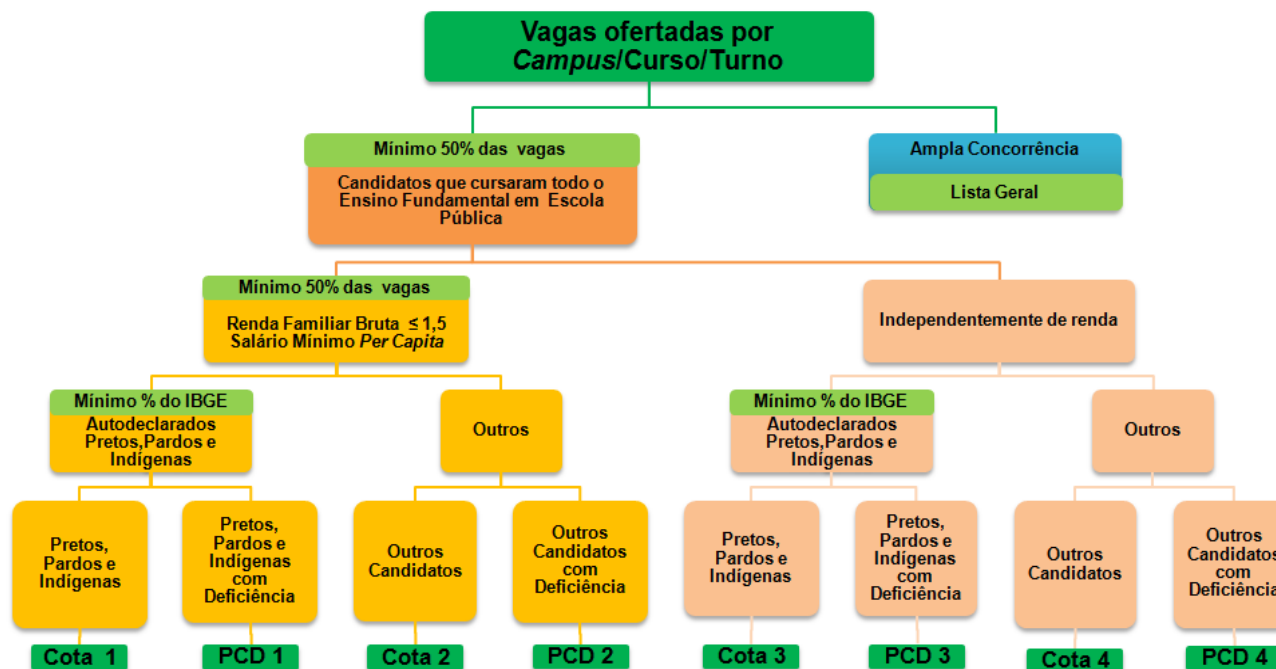 Vagas ofertadas por
Campus/Curso/Turno
Mínimo 50% das vagas
Candidatos que cursaram todo o
Ensino Fundamental em Escola
Pública
Ampla Concorrência
Lista Geral
Mínimo 50% das vagas
Renda Familiar Bruta ≤ 1,5
Salário Mínimo Per Capita
Independentemente de renda
Mínimo % do IBGE
Autodeclarados
Pretos,Pardos e
Indígenas
Outros
Mínimo % do IBGE
Autodeclarados
Pretos,Pardos e
Indígenas
Outros
Pretos,
Pardos e
Indígenas
Pretos,
Pardos e
Indígenas
com
Deficiência
Outros
Candidatos
Outros
Candidatos
com
Deficiência
Pretos,
Pardos e
Indígenas
Pretos,
Pardos e
Indígenas
com
Deficiência
Outros
Candidatos
Outros
Candidatos
com
Deficiência
Cota 1
PCD 1
Cota 2
PCD 2
Cota 3
PCD 3
Cota 4
PCD 4